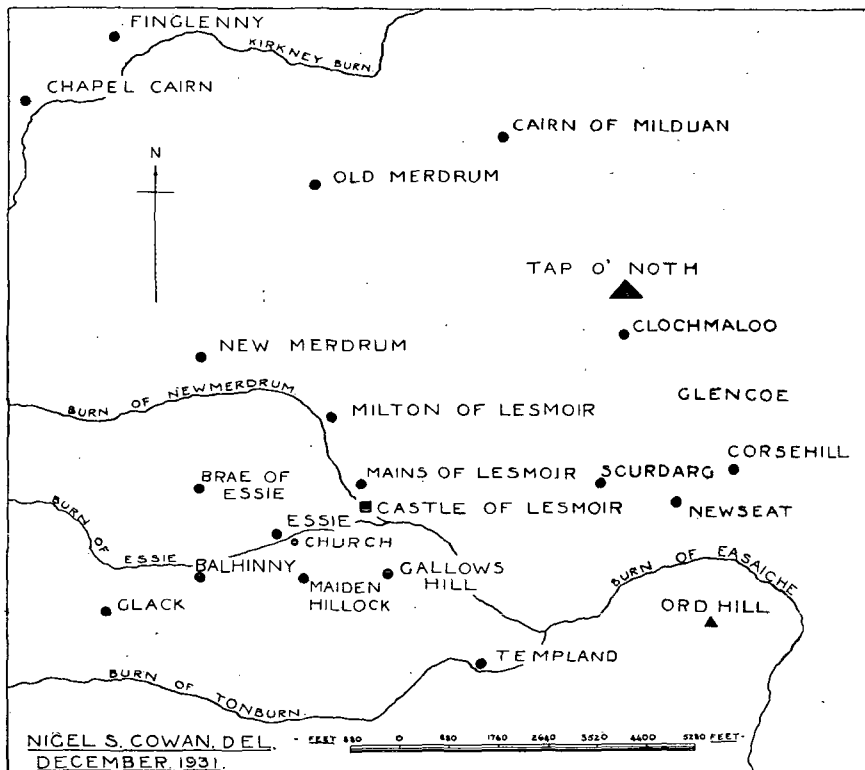 FINGLENNY
KIRKNEY BURN.
CHAPEL CAIRN
CAIRN OF MILDUAN
N
OLD MERDRUM
TAP O' NOTH
CLOCHMALOO
NEW MERDRUM
BURN OF NEWMERDRUM
GLENCOE
MILTON OF LESMOIR
CORSEHILL
BRAE OF
ESSIE
MAINS OF LESMOIR
SCURDARG
CASTLE OF LESMOIR
NEWSEAT
BURN OF ESSIE
ESSIE
CHURCH
BALHINNY
MAIDEN
HILLOCK
GALLOWS
HILL
BURN OF EASAICHE
GLACK
ORD HILL
TEMPLAND
BURN OF TONBURN.
NIGEL S. COWAN. DEL.
DECEMBER. 1931.
- FEET 880 0 880 1760 2640 3520 4400 5280 FEET-